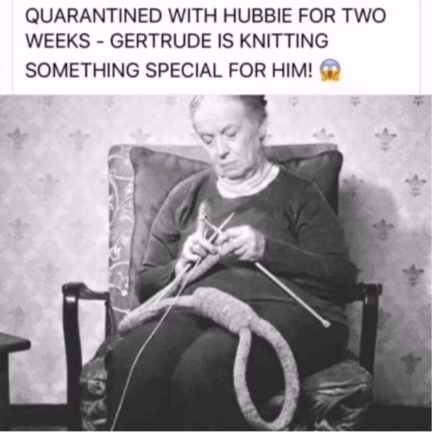 QUARANTINED WITH HUBBIE FOR TWO
WEEKS - GERTRUDE IS KNITTING
SOMETHING SPECIAL FOR HIM! 😱